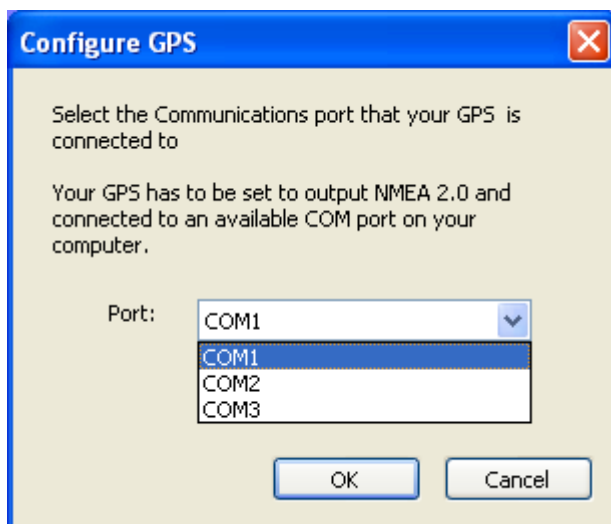 Configure GPS
Select the Communications port that your GPS is
connected to
Your GPS has to be set to output NMEA 2.0 and
connected to an available COM port on your
computer.
Port:
COM1
COM1
COM2
COM3
OK
Cancel